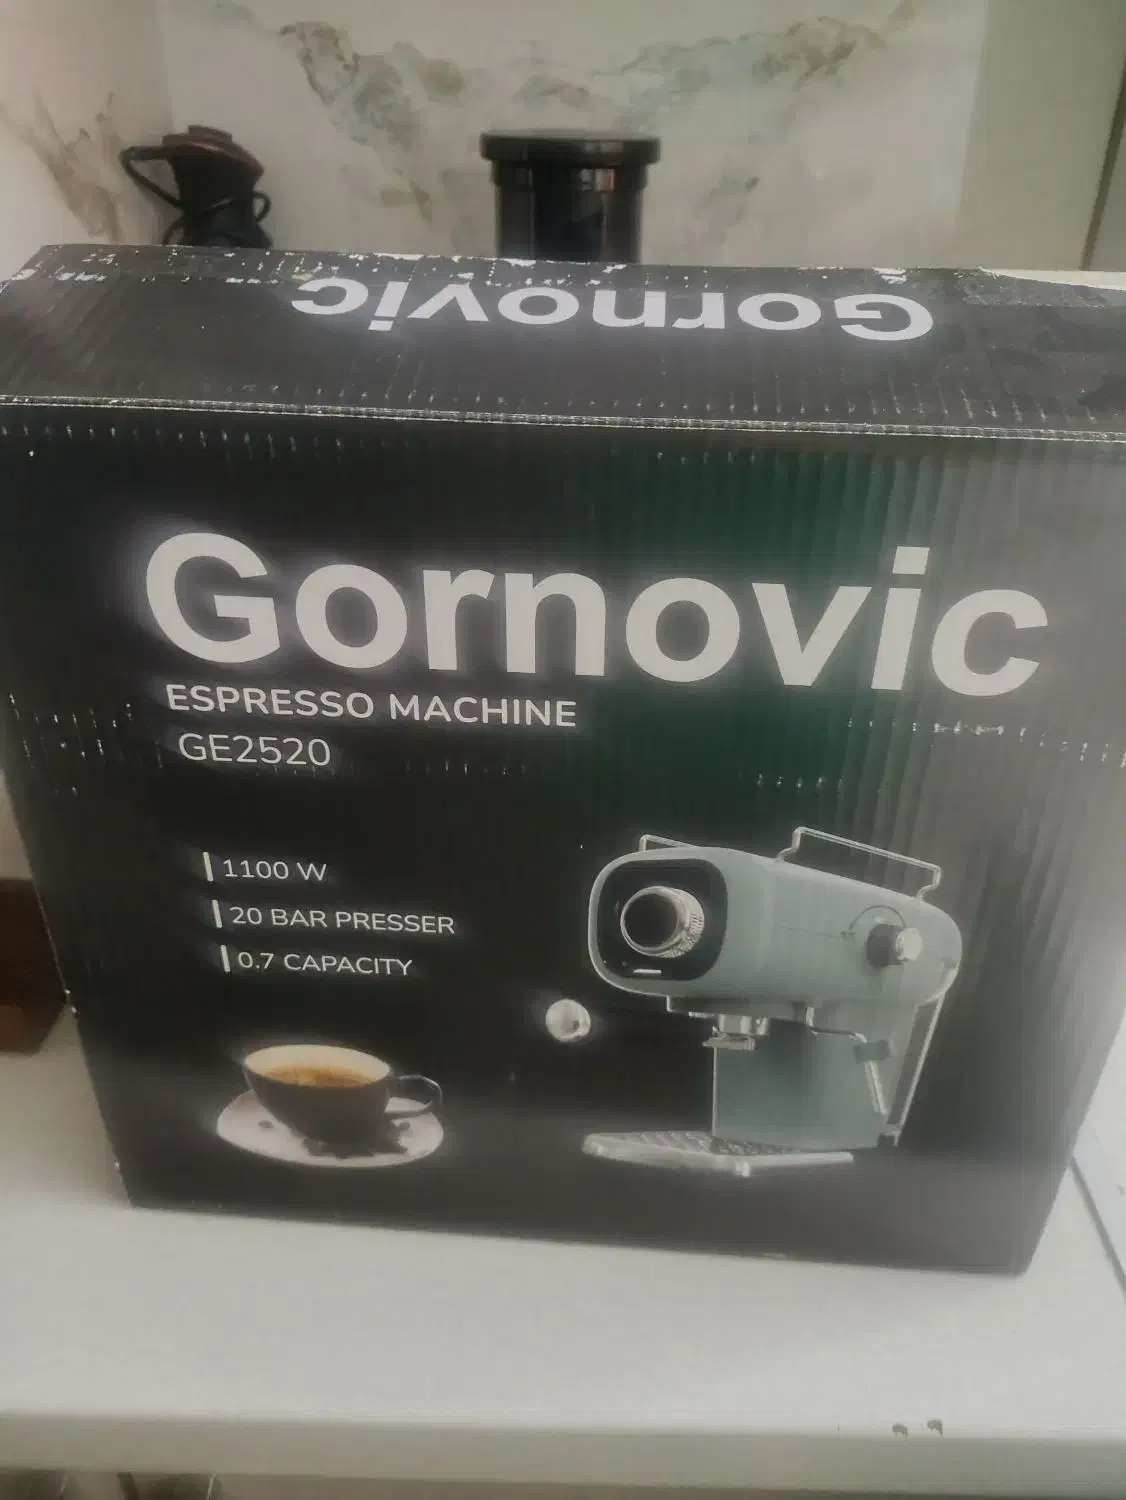 Gornovic
Gornovic
ESPRESSO MACHINE
GE2520
1100 W
20 BAR PRESSER
0.7 CAPACITY